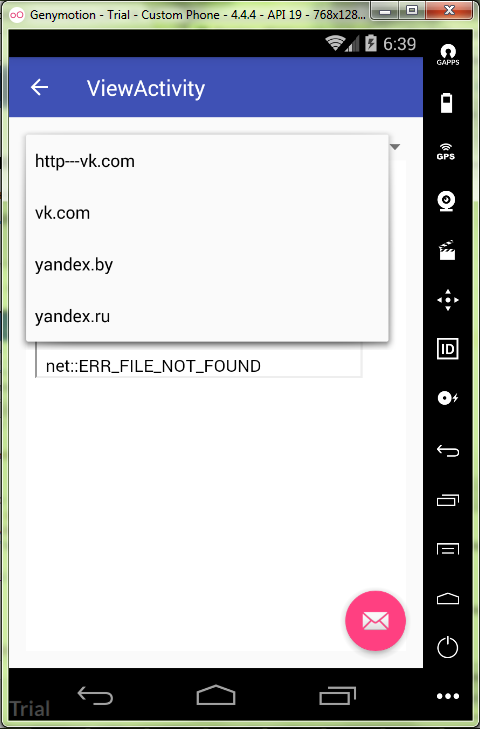 Genymotion - Trial - Custom Phone - 4.4.4 - API 19 - 768x128...
6:39
ViewActivity
http---vk.com
vk.com
yandex.by
yandex.ru
net::ERR_FILE_NOT_FOUND
GAPPS
GPS
ID
Trial